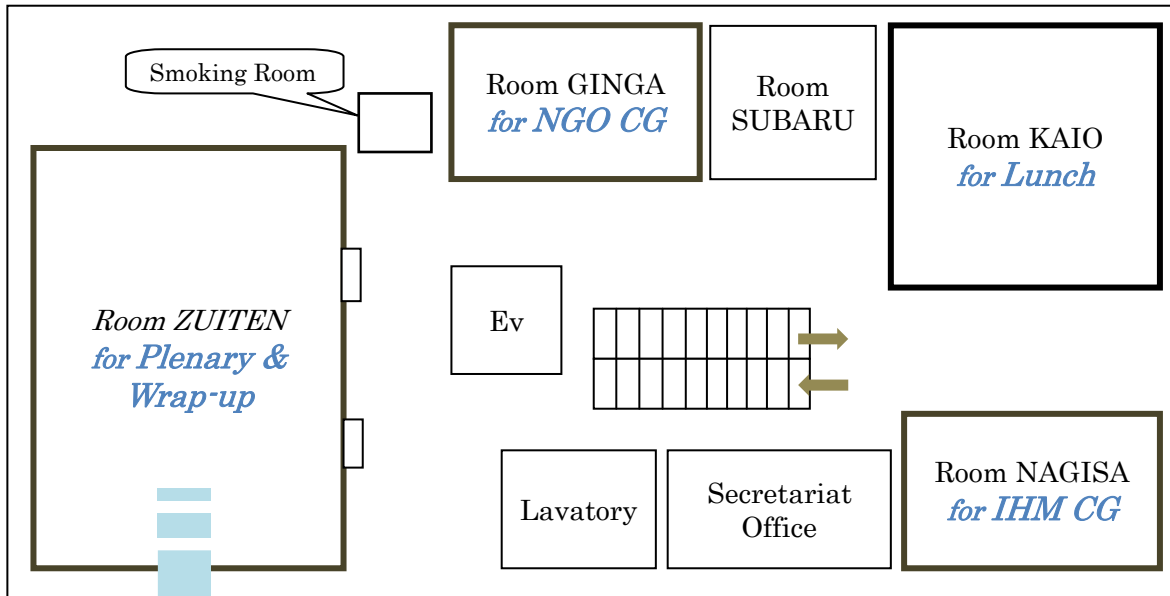 Smoking Room
Room GINGA
for NGO CG
Room
SUBARU
Room KAIO
for Lunch
Room ZUITEN
for Plenary &
Wrap-up
Ev
Lavatory
Secretariat
Office
Room NAGISA
for IHM CG